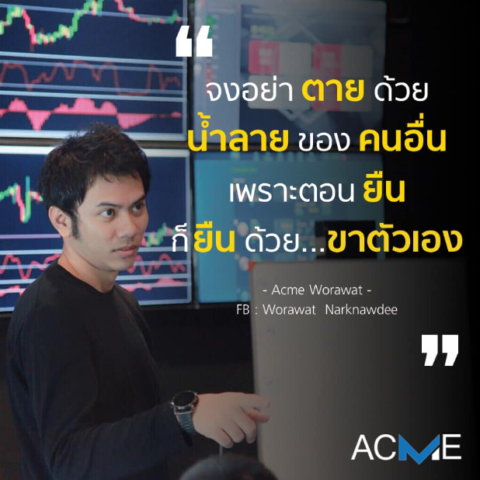 “
จงอย่า ตาย ด้วย
น้ำลาย ของ คนอื่น
เพราะตอน ยืน
ก็ ยืน ด้วย...ขาตัวเอง
- Acme Worawat -
FB : Worawat Narknawdee
”
ACME